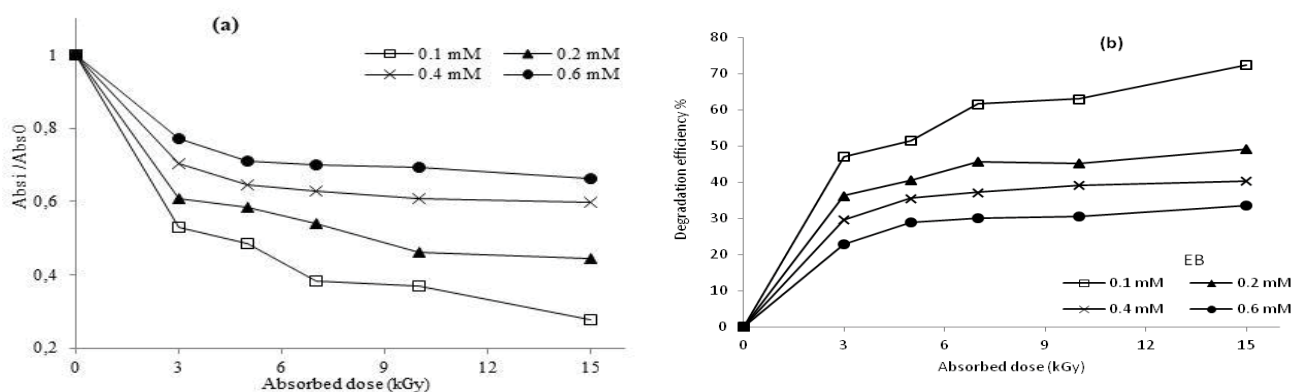 (a)
1
0,8
0,6
0,4
0,2
0 3 6 9 12 15
Absi /Abs0
Absorbed dose (kGy)
0.1 mM 0.2 mM
0.4 mM 0.6 mM
(b)
80
70
60
50
40
30
20
10
0
0 3 6 9 12 15
Degradation efficiency %
Absorbed dose (kGy)
EB
0.1 mM 0.2 mM
0.4 mM 0.6 mM